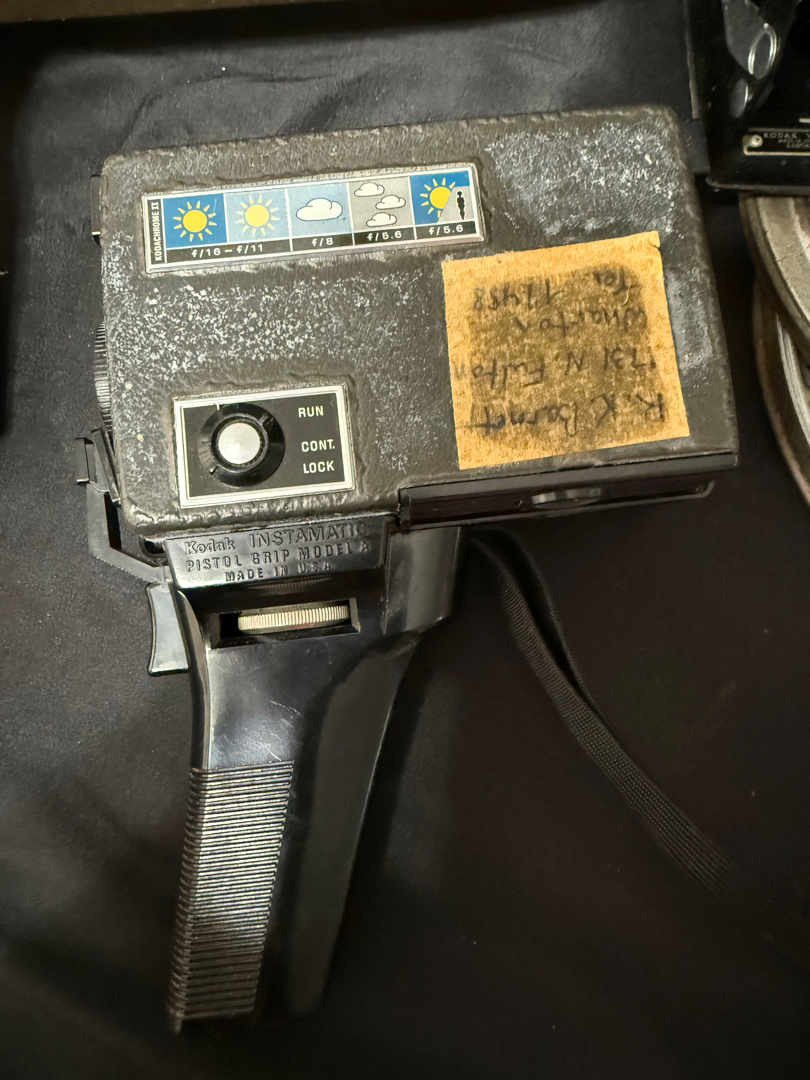 KODACHROME II
f/16 – f/11 f/8 f/5.6 f/5.6
RUN
CONT.
LOCK
R. K. Barnett
1731 N. Fulton
Wharton
Tex 77488
Kodak INSTAMATIC
PISTOL GRIP MODEL A
MADE IN U.S.A.
KODAK